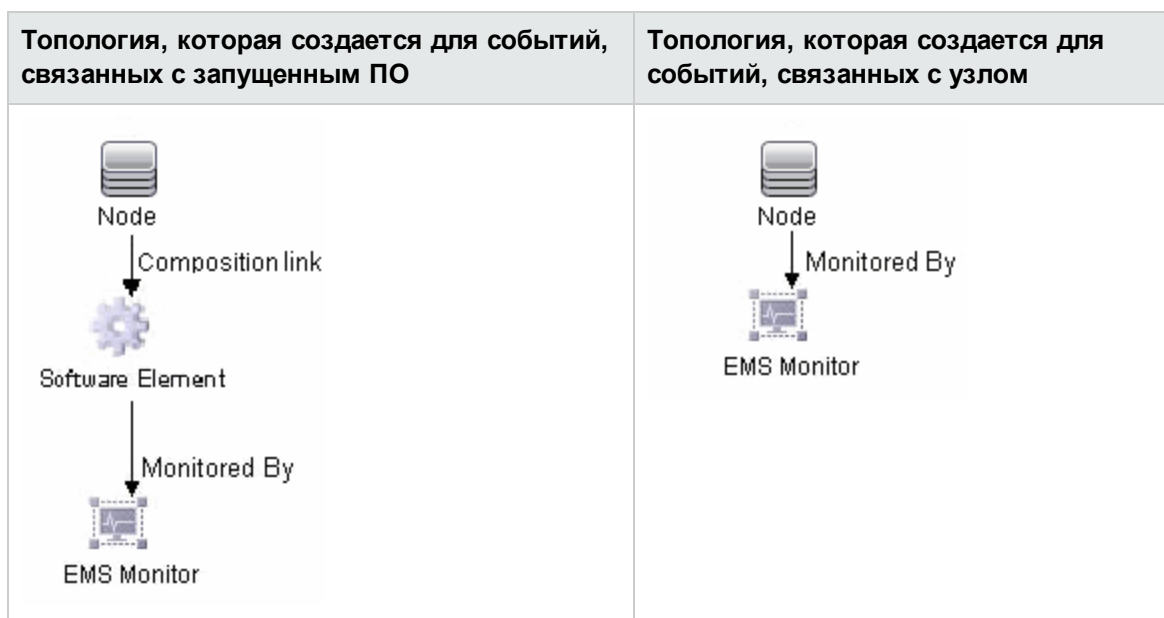 Топология, которая создается для событий,
связанных с запущенным ПО
Топология, которая создается для
событий, связанных с узлом
Node
Composition link
Software Element
Monitored By
EMS Monitor
Node
Monitored By
EMS Monitor